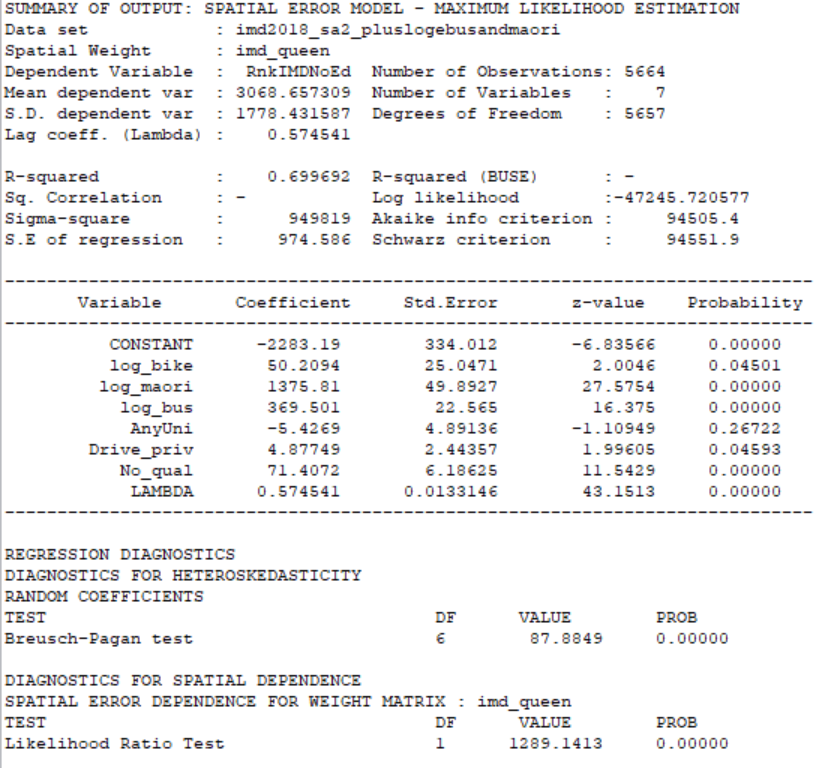 SUMMARY OF OUTPUT: SPATIAL ERROR MODEL - MAXIMUM LIKELIHOOD ESTIMATION
Data set            : imd2018_sa2_pluslogebusandmaori
Spatial Weight      : imd_queen
Dependent Variable  :  RnkIMDNoEd  Number of Observations: 5664
Mean dependent var  : 3068.657309  Number of Variables   :    7
S.D. dependent var  : 1778.431587  Degrees of Freedom    : 5657
Lag coeff. (Lambda) :    0.574541
R-squared           :    0.699692  R-squared (BUSE)      : -
Sq. Correlation     : -            Log likelihood        :-47245.720577
Sigma-square        :      949819  Akaike info criterion :     94505.4
S.E of regression   :     974.586  Schwarz criterion     :     94551.9
-----------------------------------------------------------------------------
Variable     Coefficient     Std.Error       z-value    Probability
-----------------------------------------------------------------------------
CONSTANT      -2283.19        334.012      -6.83566     0.00000
log_bike       50.2094        25.0471        2.0046     0.04501
log_maori       1375.81        49.8927       27.5754     0.00000
log_bus       369.501         22.565        16.375     0.00000
AnyUni       -5.4269        4.89136      -1.10949     0.26722
Drive_priv       4.87749        2.44357       1.99605     0.04593
No_qual       71.4072        6.18625       11.5429     0.00000
LAMBDA      0.574541      0.0133146       43.1513     0.00000
-----------------------------------------------------------------------------
REGRESSION DIAGNOSTICS
DIAGNOSTICS FOR HETEROSKEDASTICITY
RANDOM COEFFICIENTS
TEST                                     DF      VALUE        PROB
Breusch-Pagan test                       6        87.8849     0.00000
DIAGNOSTICS FOR SPATIAL DEPENDENCE
SPATIAL ERROR DEPENDENCE FOR WEIGHT MATRIX : imd_queen
TEST                                     DF      VALUE        PROB
Likelihood Ratio Test                    1      1289.1413     0.00000